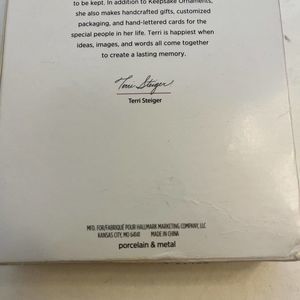 to be kept. In addition to Keepsake Ornaments,
she also makes handcrafted gifts, customized
packaging, and hand-lettered cards for the
special people in her life. Terri is happiest when
ideas, images, and words all come together
to create a lasting memory.
Terri Steiger
Terri Steiger
MFD. FOR/FABRIQUÉ POUR HALLMARK MARKETING COMPANY, LLC
KANSAS CITY, MO 64141 MADE IN CHINA
porcelain & metal